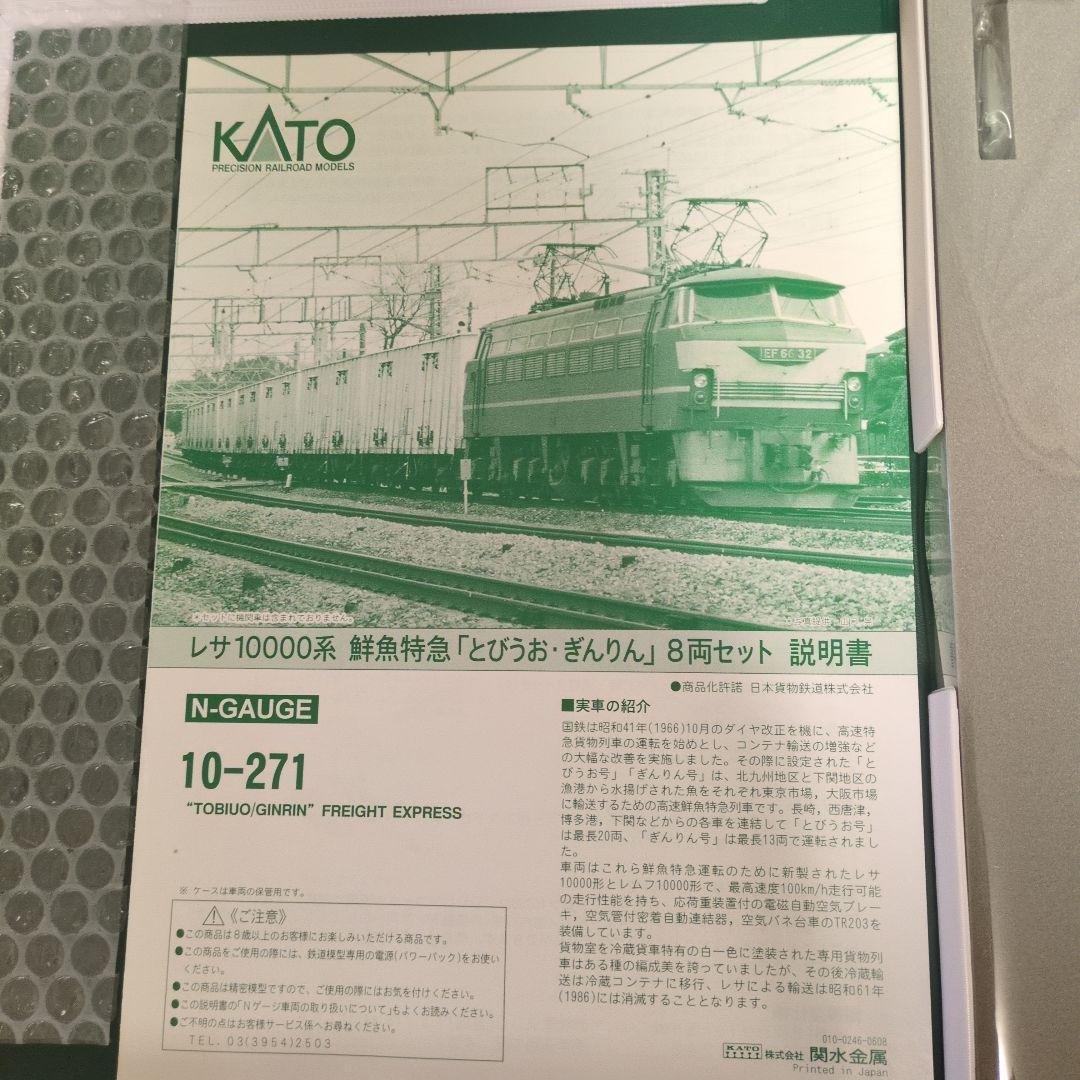 KATO
PRECISION RAILROAD MODELS
EF66 32
*セットに機関車は含まれておりません。
レサ10000系 鮮魚特急「とびうお・ぎんりん」8両セット 説明書
●商品化許諾 日本貨物鉄道株式会社
N-GAUGE
10-271
"TOBIUO/GINRIN" FREIGHT EXPRESS
※ ケースは車両の保管用です。
⚠《ご注意》
●この商品は8歳以上のお客様にお楽しみいただける商品です。
●この商品をご使用の際には、鉄道模型専用の電源(パワーパック)をお使い
ください。
●この商品は精密模型ですので、ご使用の際にはお気を付けください。
●この説明書の「Nゲージ車両の取り扱いについて」もよくお読みください。
●ご不明の点はお客様サービス係へお尋ねください。
TEL. 03(3954)2503
■実車の紹介
国鉄は昭和41年(1966)10月のダイヤ改正を機に、高速特
急貨物列車の運転を始めとし、コンテナ輸送の増強など
の大幅な改善を実施しました。その際に設定された「と
びうお号」「ぎんりん号」は、北九州地区と下関地区の
漁港から水揚げされた魚をそれぞれ東京市場，大阪市場
に輸送するための高速鮮魚特急列車です。長崎，西唐津，
博多港，下関などからの各車を連結して「とびうお号」
は最長20両、「ぎんりん号」は最長13両で運転されまし
た。
車両はこれら鮮魚特急運転のために新製されたレサ
10000形とレムフ10000形で、最高速度100km/h走行可能
の走行性能を持ち、応荷重装置付の電磁自動空気ブレー
キ，空気管付密着自動連結器，空気バネ台車のTR203を
装備しています。
貨物室を冷蔵貨車特有の白一色に塗装された専用貨物列
車はある種の編成美を誇っていましたが、その後冷蔵輸
送は冷蔵コンテナに移行、レサによる輸送は昭和61年
(1986)には消滅することとなります。
010-0246-0608
KATO 株式会社 関水金属
Printed in Japan